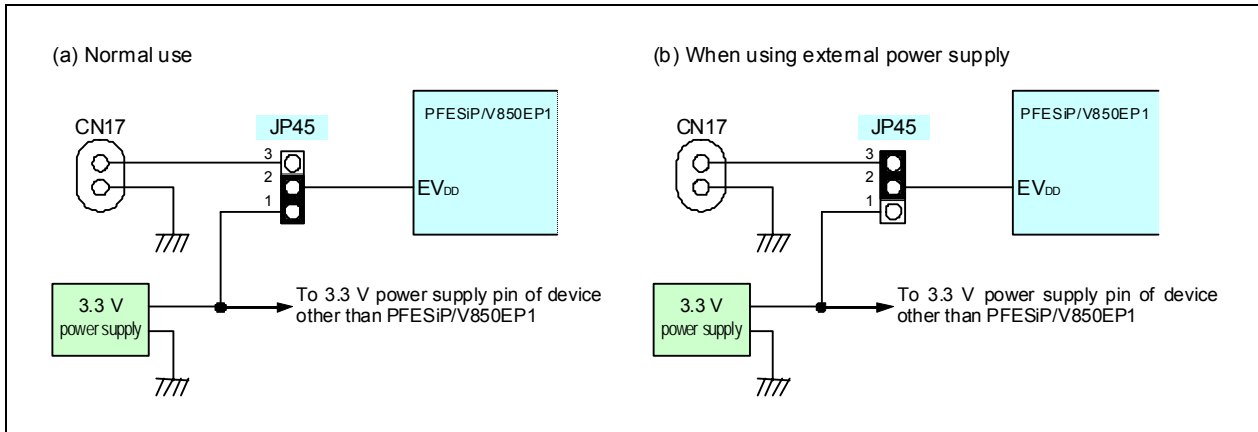 (a) Normal use
CN17
JP45
3
2
1
PFESiP/V850EP1
EVDD
3.3 V
power supply
To 3.3 V power supply pin of device
other than PFESiP/V850EP1
(b) When using external power supply
CN17
JP45
3
2
1
PFESiP/V850EP1
EVDD
3.3 V
power supply
To 3.3 V power supply pin of device
other than PFESiP/V850EP1